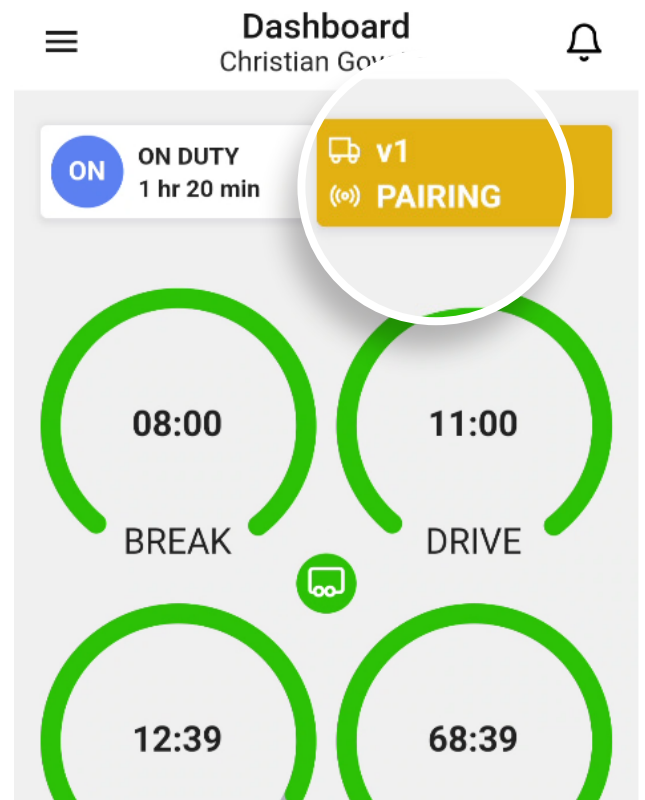 Dashboard
Christian
ON
ON DUTY
1 hr 20 min
v1
PAIRING
08:00
11:00
BREAK
DRIVE
12:39
68:39